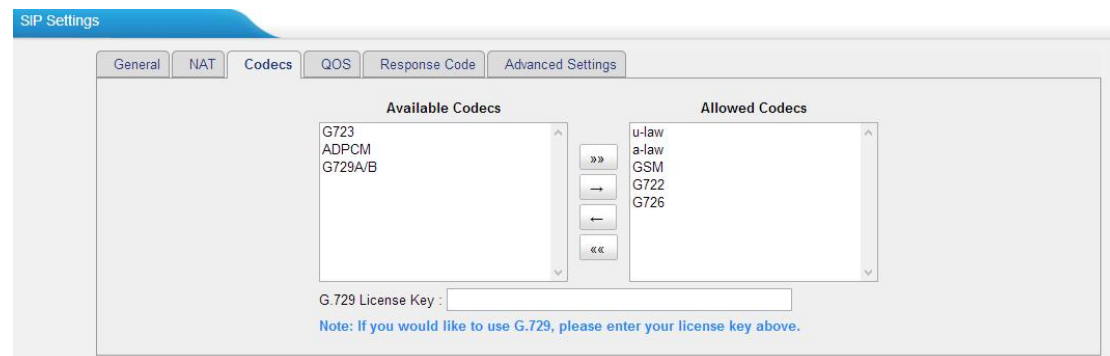 SIP Settings
General NAT Codecs QOS Response Code Advanced Settings
Available Codecs Allowed Codecs
G723
ADPCM
G729A/B
»»
→
←
««
u-law
a-law
GSM
G722
G726
G.729 License Key :
Note: If you would like to use G.729, please enter your license key above.